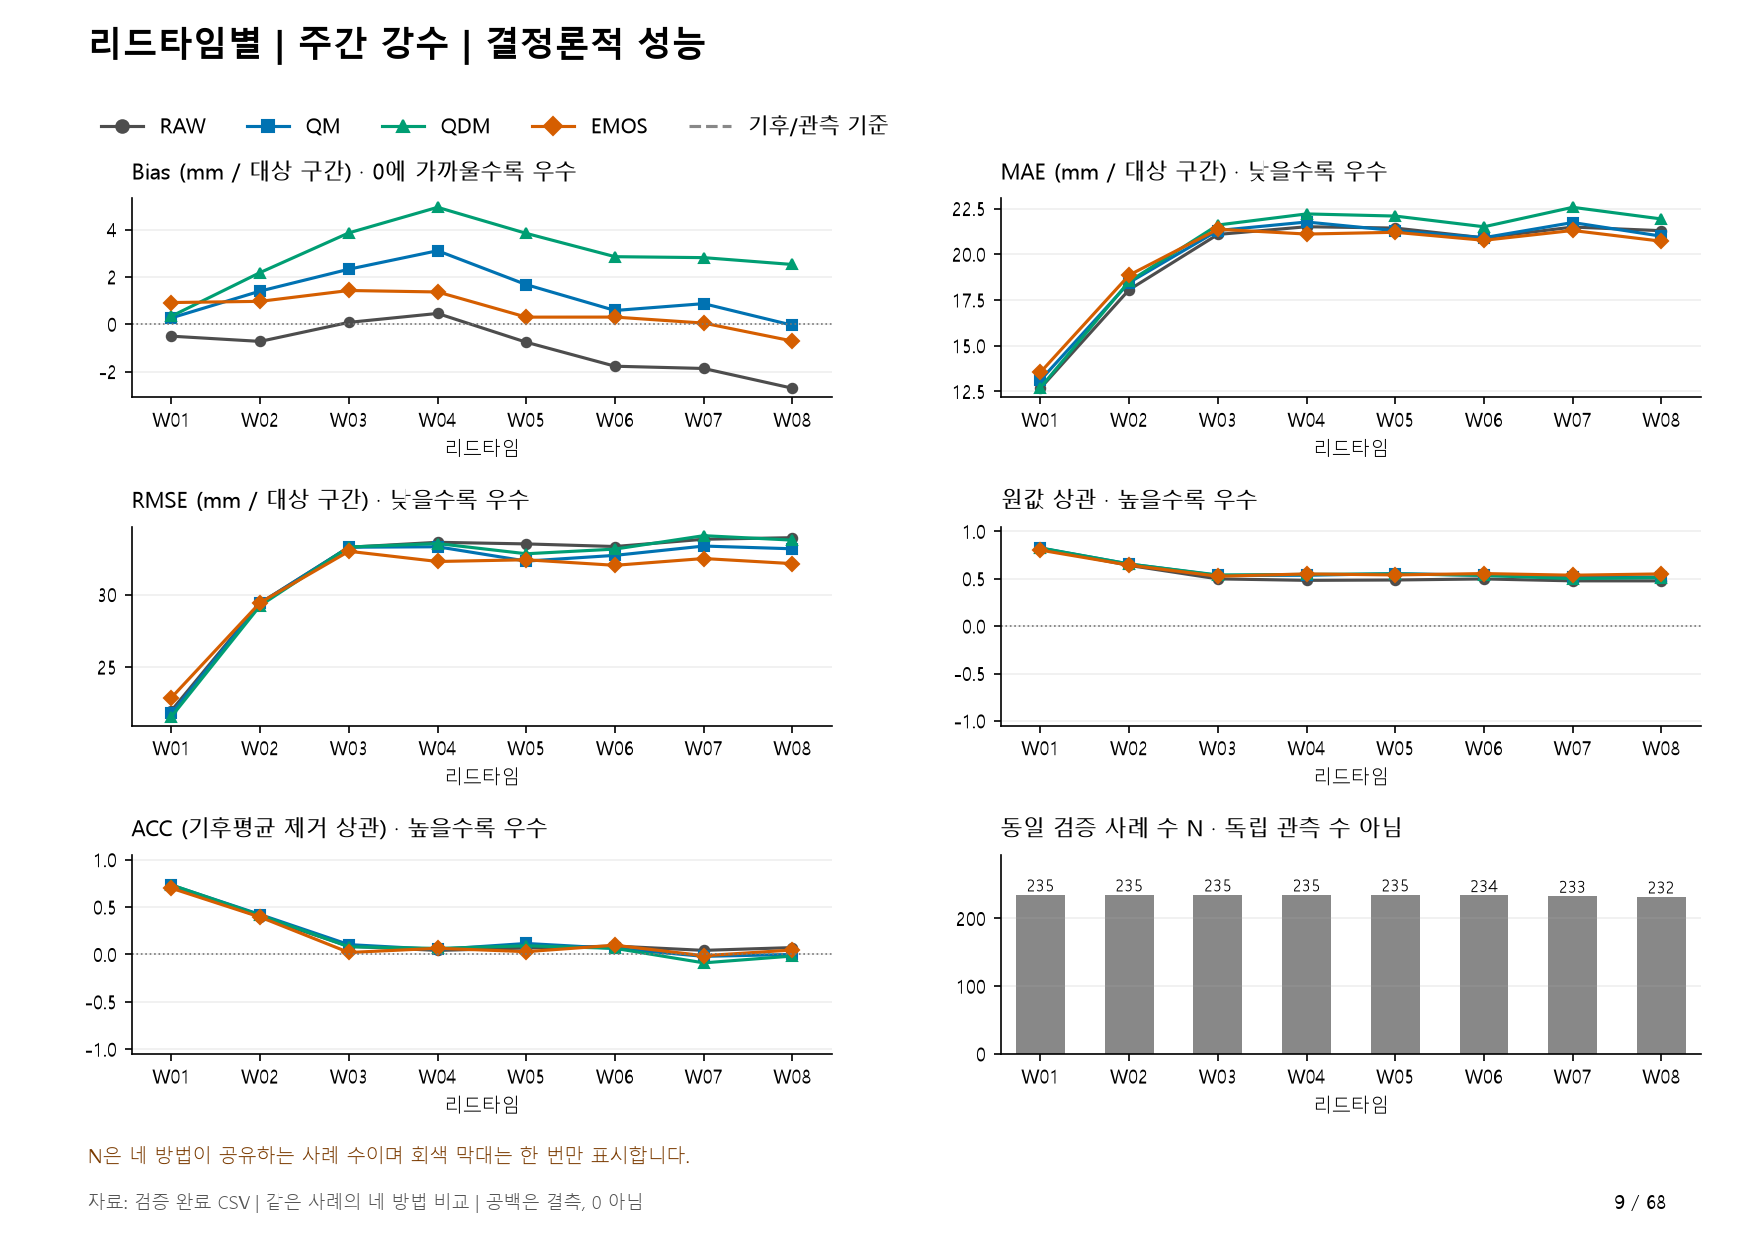 리드타임별 | 주간 강수 | 결정론적 성능
RAW QM QDM EMOS 기후/관측 기준
Bias (mm / 대상 구간) · 0에 가까울수록 우수
4
2
0
-2
W01 W02 W03 W04 W05 W06 W07 W08
리드타임
MAE (mm / 대상 구간) · 낮을수록 우수
22.5
20.0
17.5
15.0
12.5
W01 W02 W03 W04 W05 W06 W07 W08
리드타임
RMSE (mm / 대상 구간) · 낮을수록 우수
30
25
W01 W02 W03 W04 W05 W06 W07 W08
리드타임
원값 상관 · 높을수록 우수
1.0
0.5
0.0
-0.5
-1.0
W01 W02 W03 W04 W05 W06 W07 W08
리드타임
ACC (기후평균 제거 상관) · 높을수록 우수
1.0
0.5
0.0
-0.5
-1.0
W01 W02 W03 W04 W05 W06 W07 W08
리드타임
동일 검증 사례 수 N · 독립 관측 수 아님
235 235 235 235 235 234 233 232
200
100
0
W01 W02 W03 W04 W05 W06 W07 W08
리드타임
N은 네 방법이 공유하는 사례 수이며 회색 막대는 한 번만 표시합니다.
자료: 검증 완료 CSV | 같은 사례의 네 방법 비교 | 공백은 결측, 0 아님
9 / 68